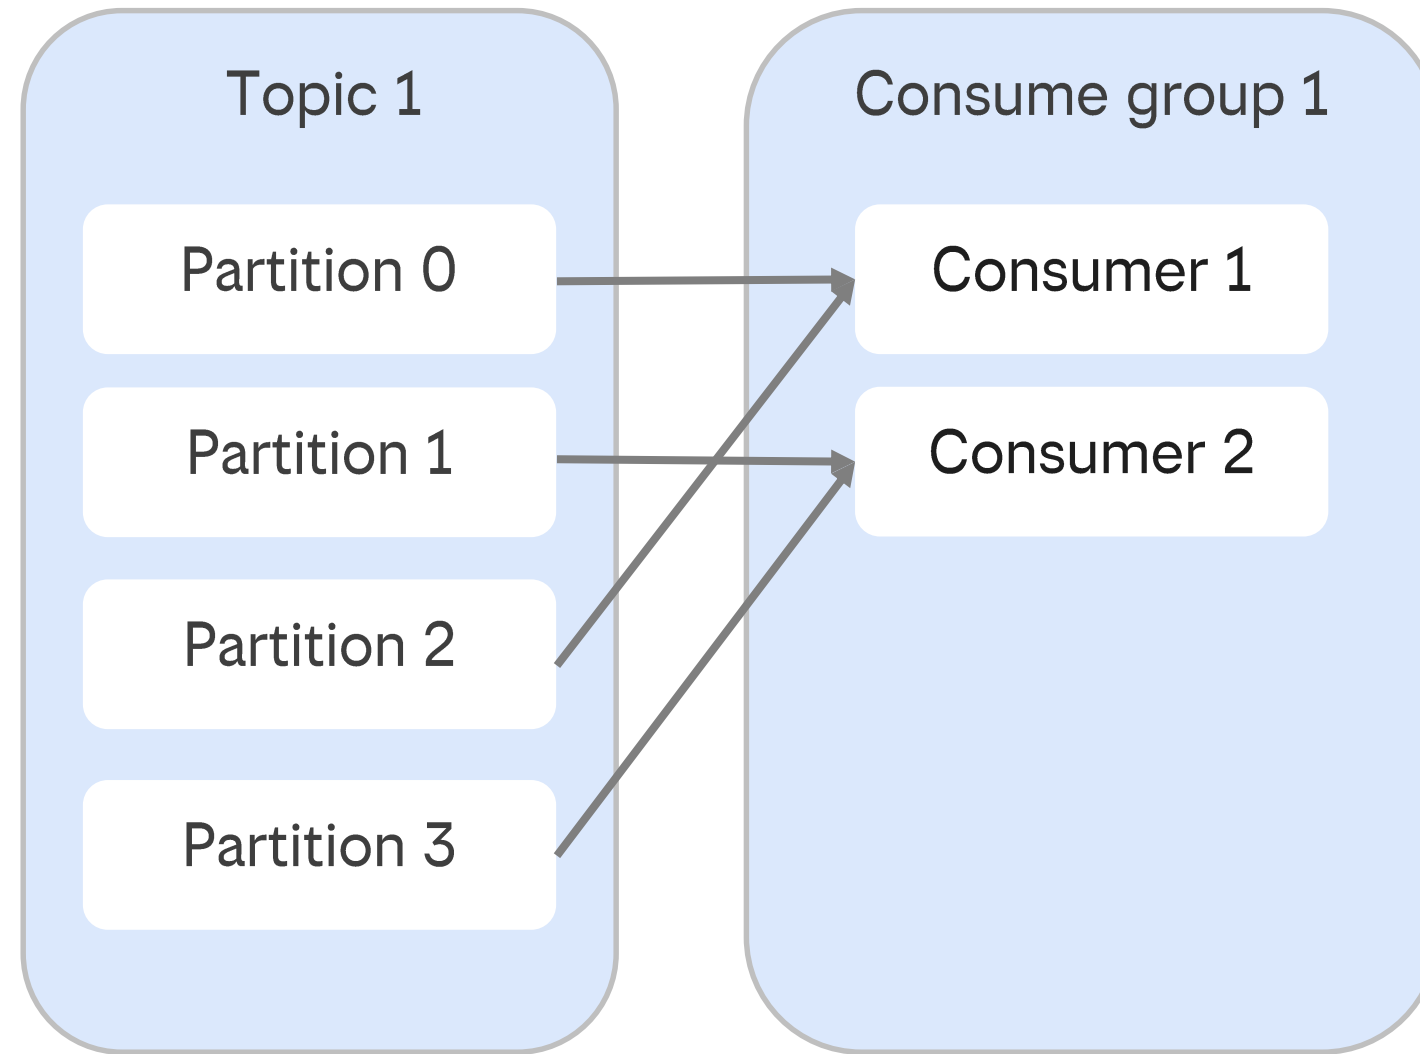 Topic 1
Partition 0
Partition 1
Partition 2
Partition 3
Consume group 1
Consumer 1
Consumer 2